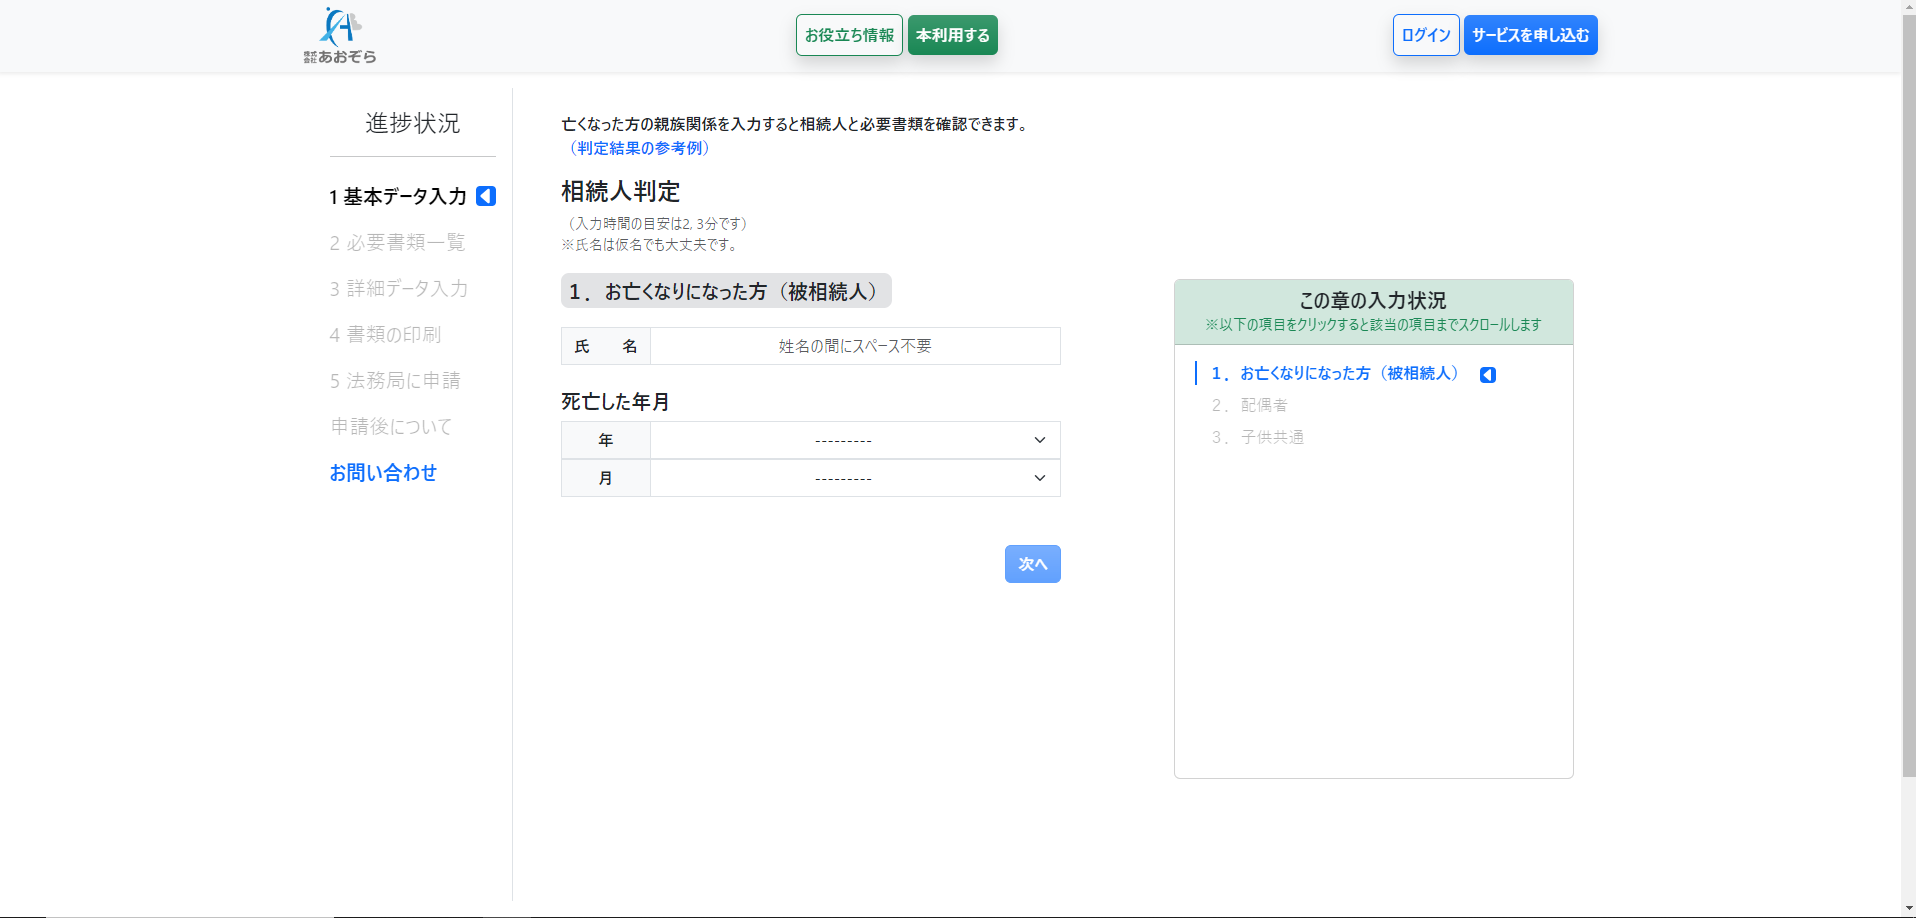 株式会社あおぞら
お役立ち情報
本利用する
ログイン
サービスを申し込む
進捗状況
1 基本データ入力
2 必要書類一覧
3 詳細データ入力
4 書類の印刷
5 法務局に申請
申請後について
お問い合わせ
亡くなった方の親族関係を入力すると相続人と必要書類を確認できます。
（判定結果の参考例）
相続人判定
（入力時間の目安は2, 3分です）
※氏名は仮名でも大丈夫です。
1．お亡くなりになった方（被相続人）
氏　名 姓名の間にスペース不要
死亡した年月
年 ---------
月 ---------
次へ
この章の入力状況
※以下の項目をクリックすると該当の項目までスクロールします
1．お亡くなりになった方（被相続人）
2．配偶者
3．子供共通